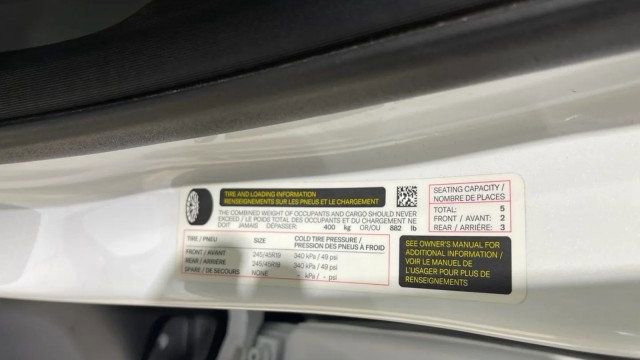 TIRE AND LOADING INFORMATION
RENSEIGNEMENTS SUR LES PNEUS ET LE CHARGEMENT
THE COMBINED WEIGHT OF OCCUPANTS AND CARGO SHOULD NEVER
EXCEED / LE POIDS TOTAL DES OCCUPANTS ET DU CHARGEMENT NE
DOIT JAMAIS DÉPASSER: 400 kg OR/OU 882 lb
SEATING CAPACITY /
NOMBRE DE PLACES
TOTAL: 5
FRONT / AVANT: 2
REAR / ARRIÈRE: 3
TIRE / PNEU SIZE COLD TIRE PRESSURE /
PRESSION DES PNEUS À FROID
FRONT / AVANT 245/45R19 340 kPa / 49 psi
REAR / ARRIÈRE 245/45R19 340 kPa / 49 psi
SPARE / DE SECOURS NONE - kPa / - psi
SEE OWNER'S MANUAL FOR
ADDITIONAL INFORMATION /
VOIR LE MANUEL DE
L'USAGER POUR PLUS DE
RENSEIGNEMENTS